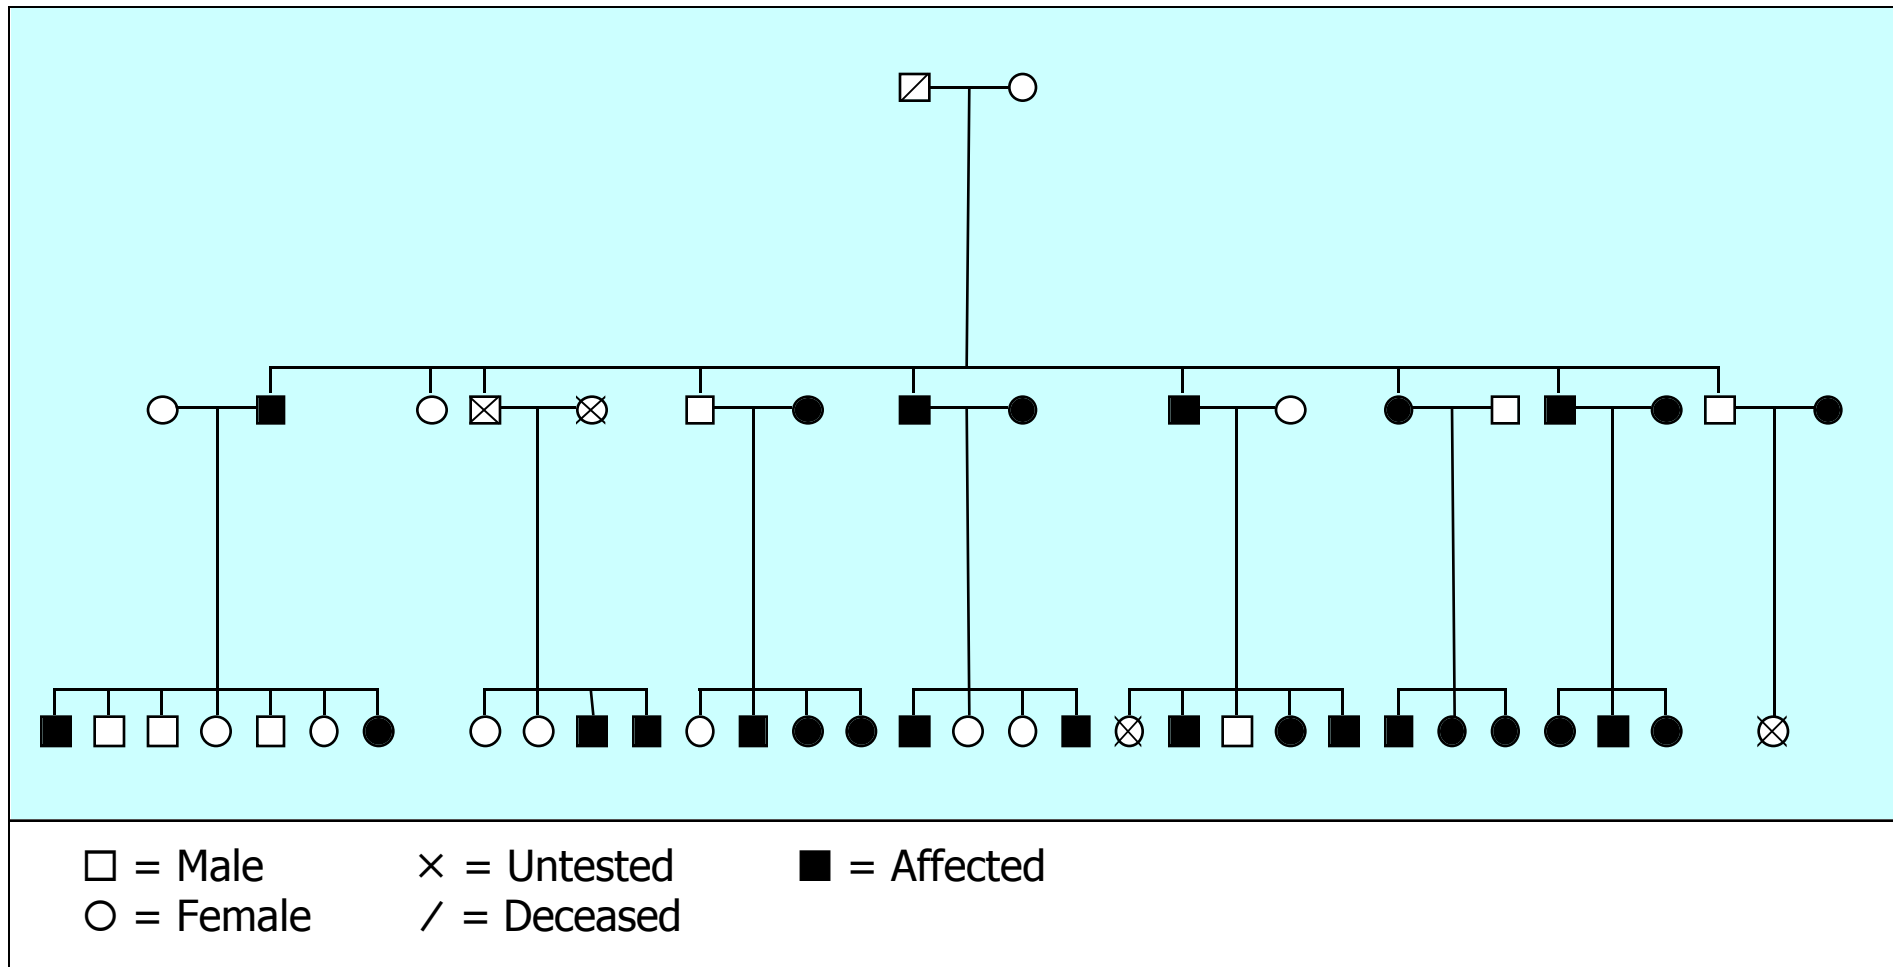 = Male × = Untested = Affected
= Female / = Deceased